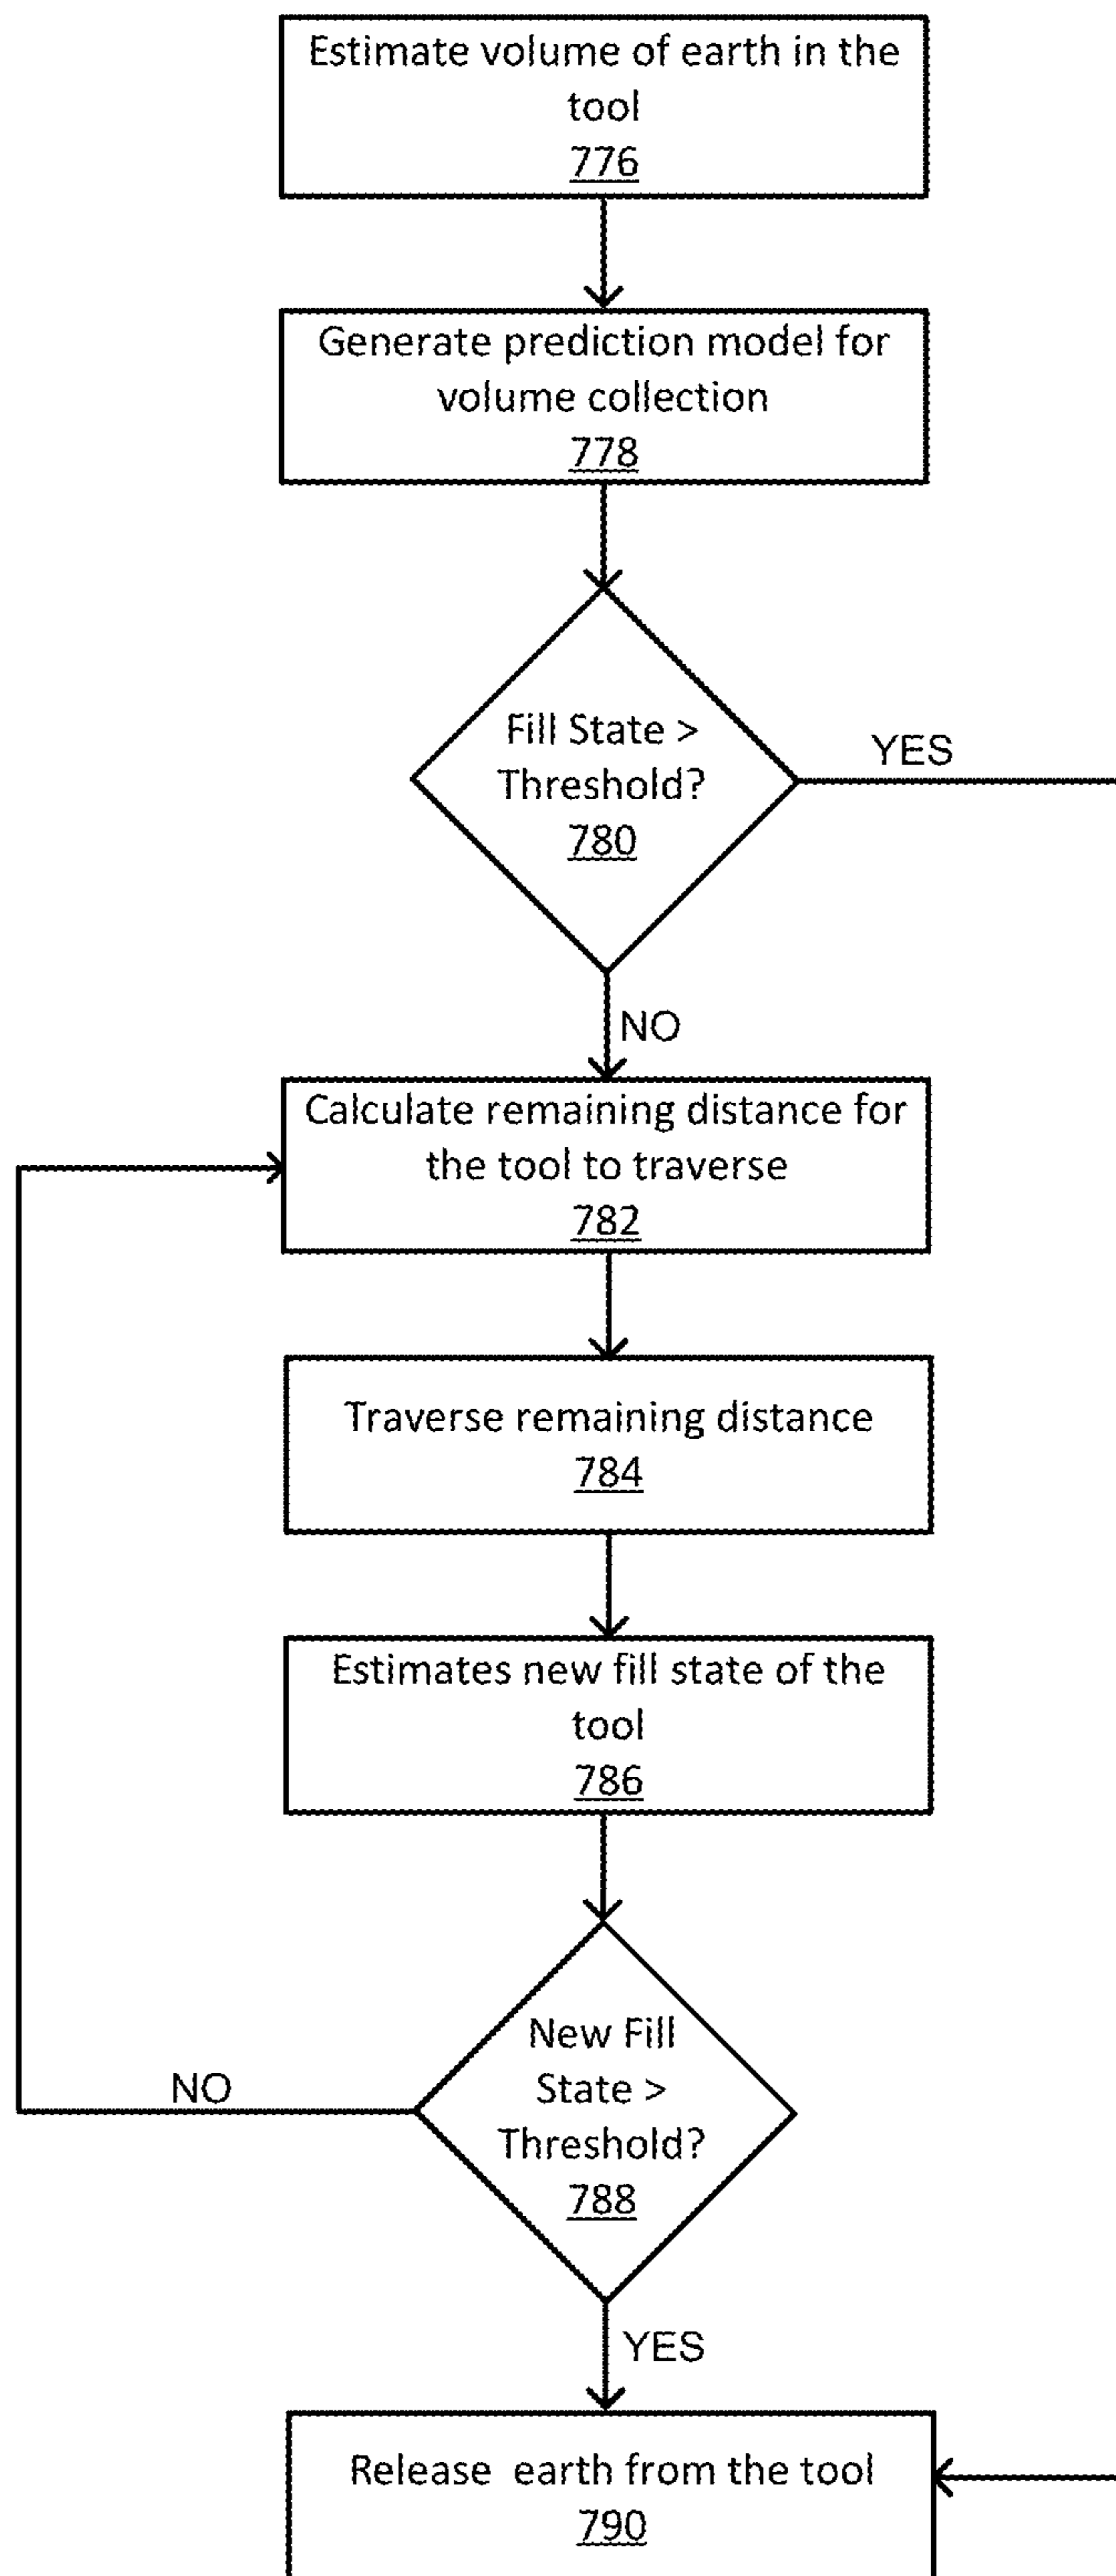 Estimate volume of earth in the
tool
776
Generate prediction model for
volume collection
778
Fill State >
Threshold?
780
YES
NO
Calculate remaining distance for
the tool to traverse
782
Traverse remaining distance
784
Estimates new fill state of the
tool
786
New Fill
State >
Threshold?
788
NO
YES
Release earth from the tool
790